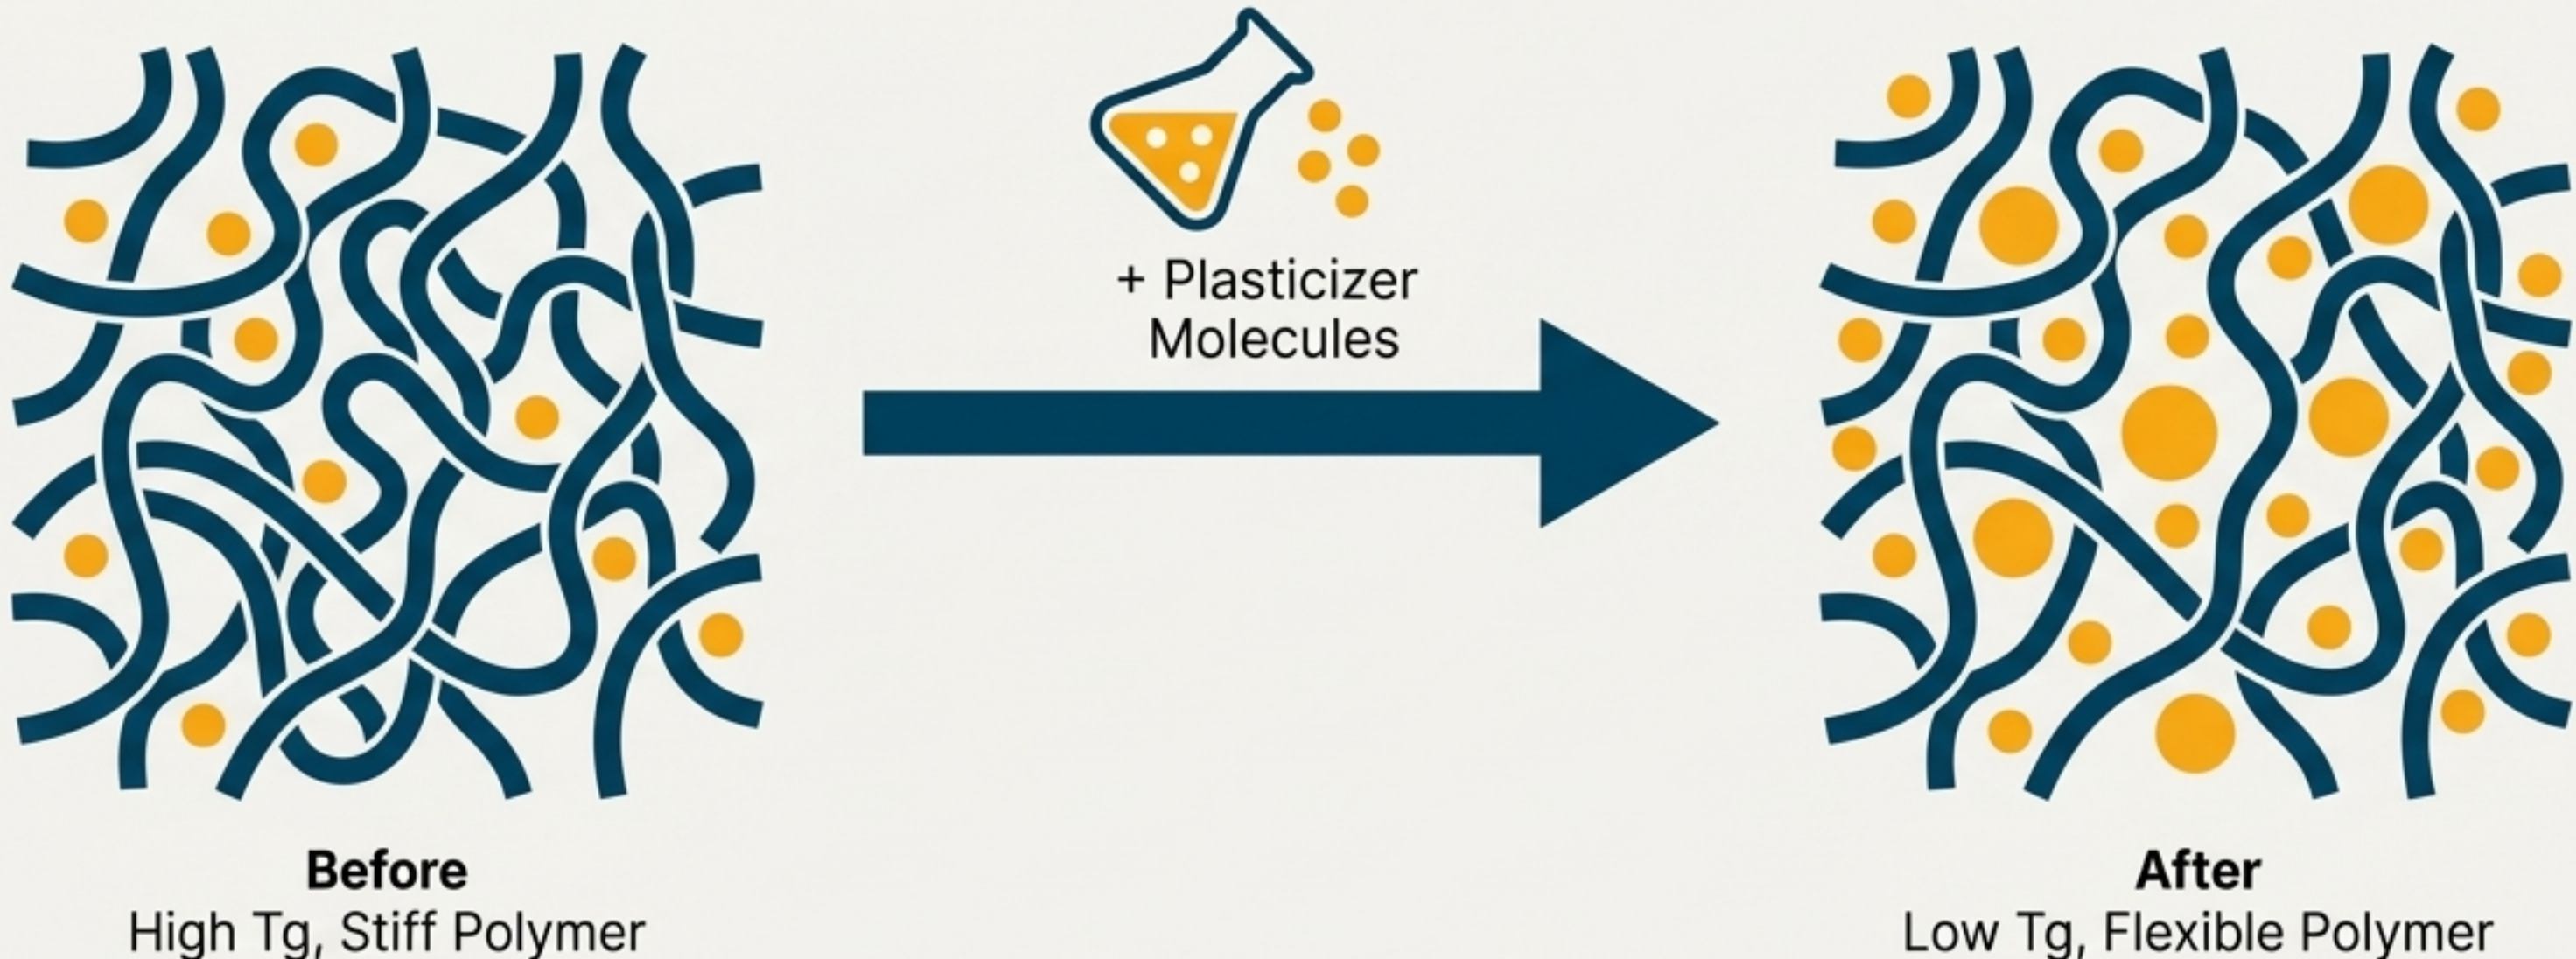 + Plasticizer
Molecules
Before
High Tg, Stiff Polymer
After
Low Tg, Flexible Polymer